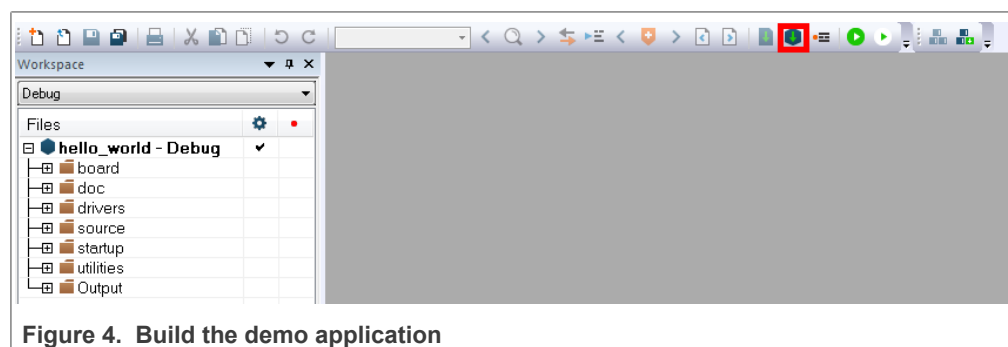 Workspace
Debug
Files
hello_world - Debug
board
doc
drivers
source
startup
utilities
Output
Figure 4. Build the demo application